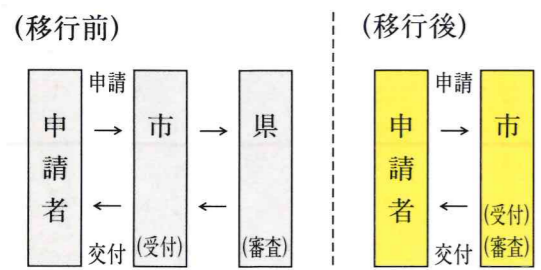 (移行前)
申請
申請者
→
←
交付
市
(受付)
→
←
県
(審査)
(移行後)
申請
申請者
→
←
交付
市
(受付)
(審査)